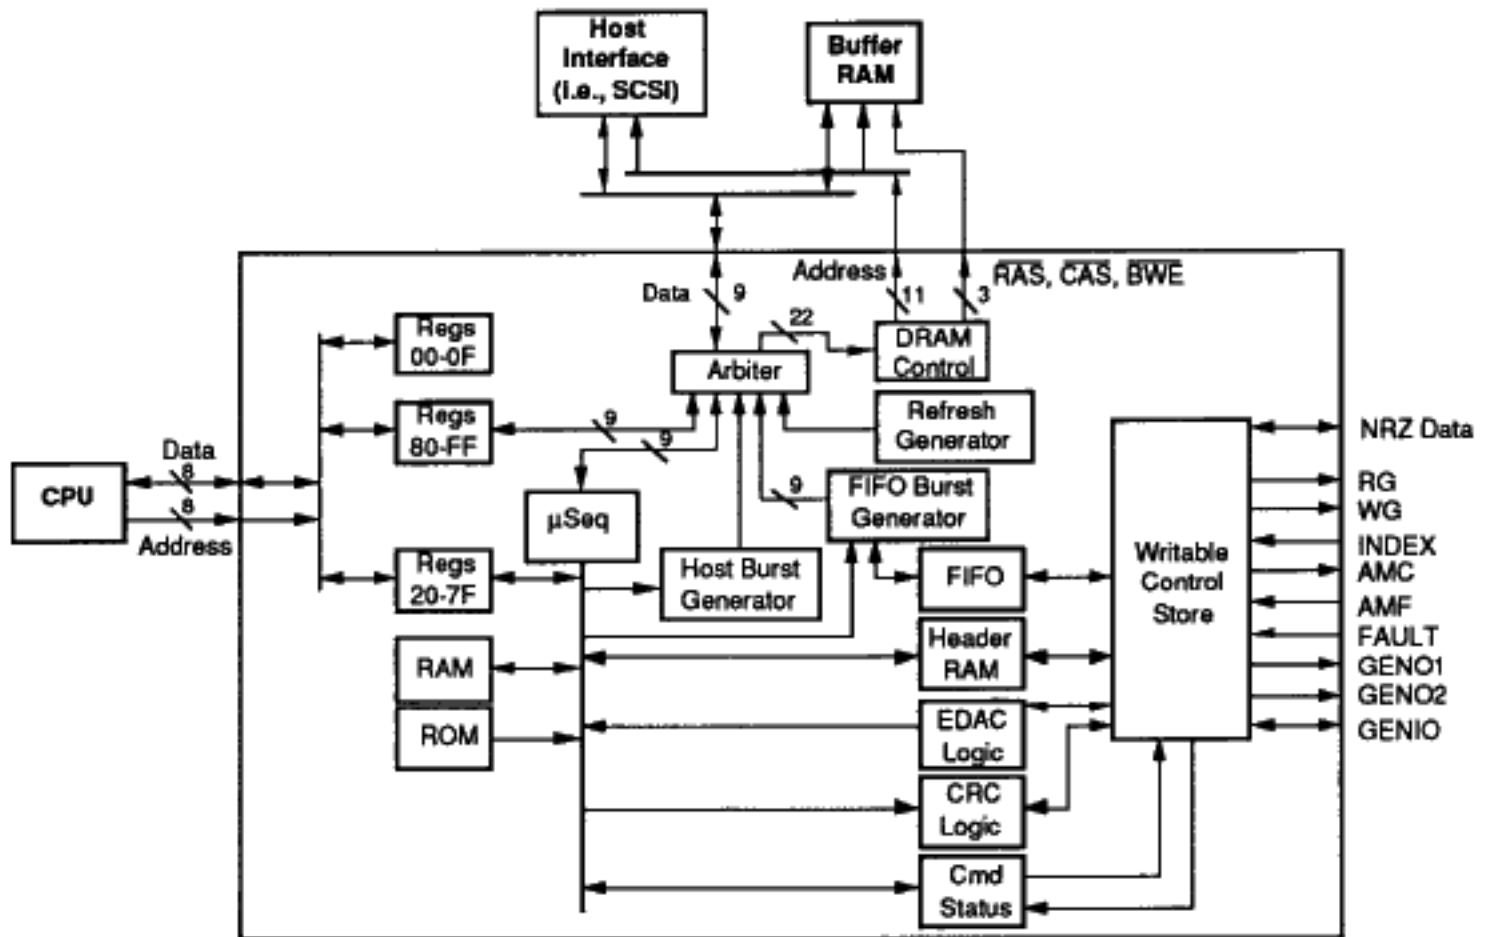 Host
Interface
(i.e., SCSI)
Buffer
RAM
Address
11
3
RAS, CAS, BWE
Data
9
22
Regs
00-0F
DRAM
Control
Arbiter
Regs
80-FF
9
9
Refresh
Generator
NRZ Data
Data
8
CPU
8
Address
µSeq
9
FIFO Burst
Generator
RG
WG
INDEX
AMC
AMF
FAULT
GENO1
GENO2
GENIO
Writable
Control
Store
Regs
20-7F
Host Burst
Generator
FIFO
Header
RAM
RAM
ROM
EDAC
Logic
CRC
Logic
Cmd
Status